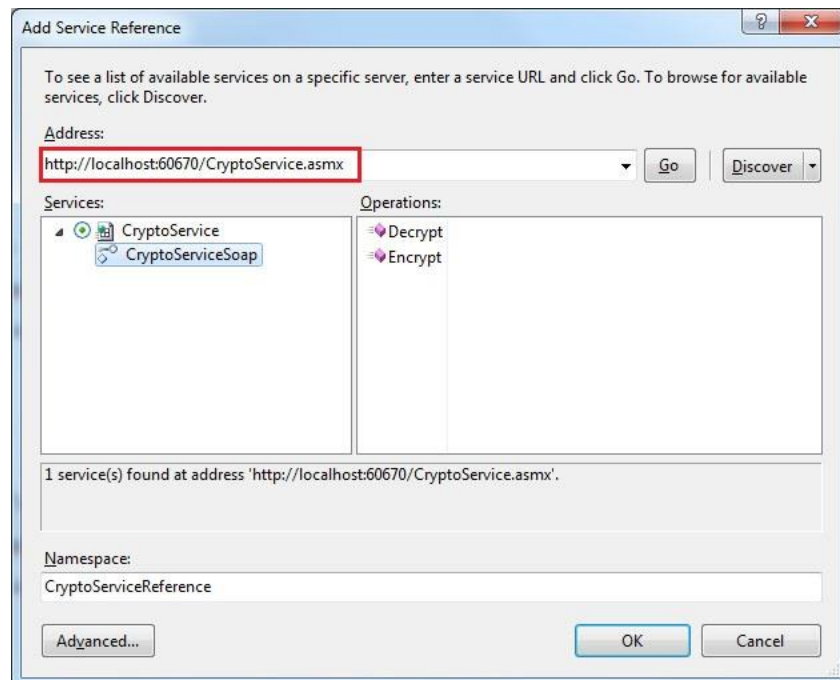 Add Service Reference
To see a list of available services on a specific server, enter a service URL and click Go. To browse for available
services, click Discover.
Address:
http://localhost:60670/CryptoService.asmx
Go
Discover
Services:
Operations:
CryptoService
CryptoServiceSoap
Decrypt
Encrypt
1 service(s) found at address 'http://localhost:60670/CryptoService.asmx'.
Namespace:
CryptoServiceReference
Advanced...
OK
Cancel